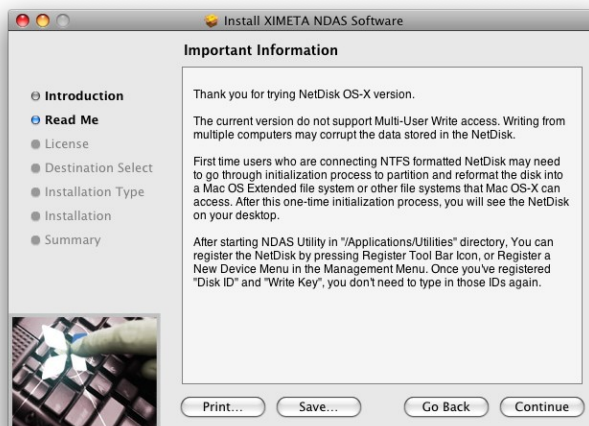 Install XIMETA NDAS Software
Important Information
Introduction
Read Me
License
Destination Select
Installation Type
Installation
Summary
Thank you for trying NetDisk OS-X version.
The current version do not support Multi-User Write access. Writing from
multiple computers may corrupt the data stored in the NetDisk.
First time users who are connecting NTFS formatted NetDisk may need
to go through initialization process to partition and reformat the disk into
a Mac OS Extended file system or other file systems that Mac OS-X can
access. After this one-time initialization process, you will see the NetDisk
on your desktop.
After starting NDAS Utility in "/Applications/Utilities" directory, You can
register the NetDisk by pressing Register Tool Bar Icon, or Register a
New Device Menu in the Management Menu. Once you've registered
"Disk ID" and "Write Key", you don't need to type in those IDs again.
Print...
Save...
Go Back
Continue